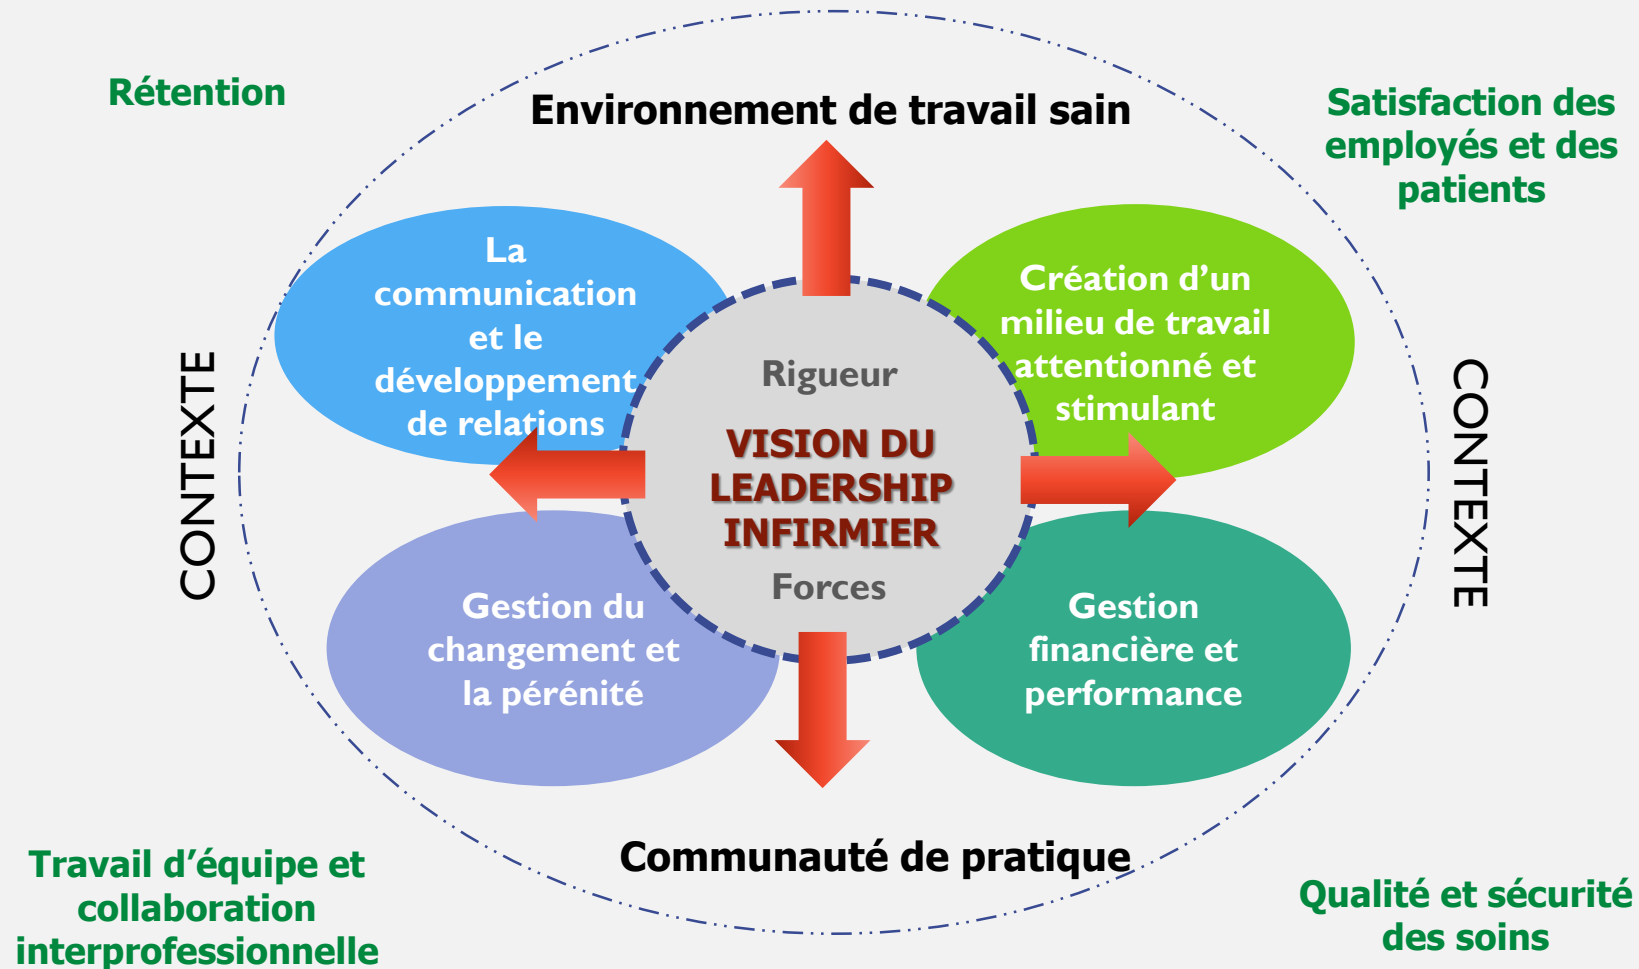 Rétention
Environnement de travail sain
Satisfaction des
employés et des
patients
La
communication
et le
développement
de relations
Création d’un
milieu de travail
attentionné et
stimulant
CONTEXTE
Rigueur
VISION DU
LEADERSHIP
INFIRMIER
Forces
CONTEXTE
Gestion du
changement et
la pérénité
Gestion
financière et
performance
Communauté de pratique
Travail d’équipe et
collaboration
interprofessionnelle
Qualité et sécurité
des soins